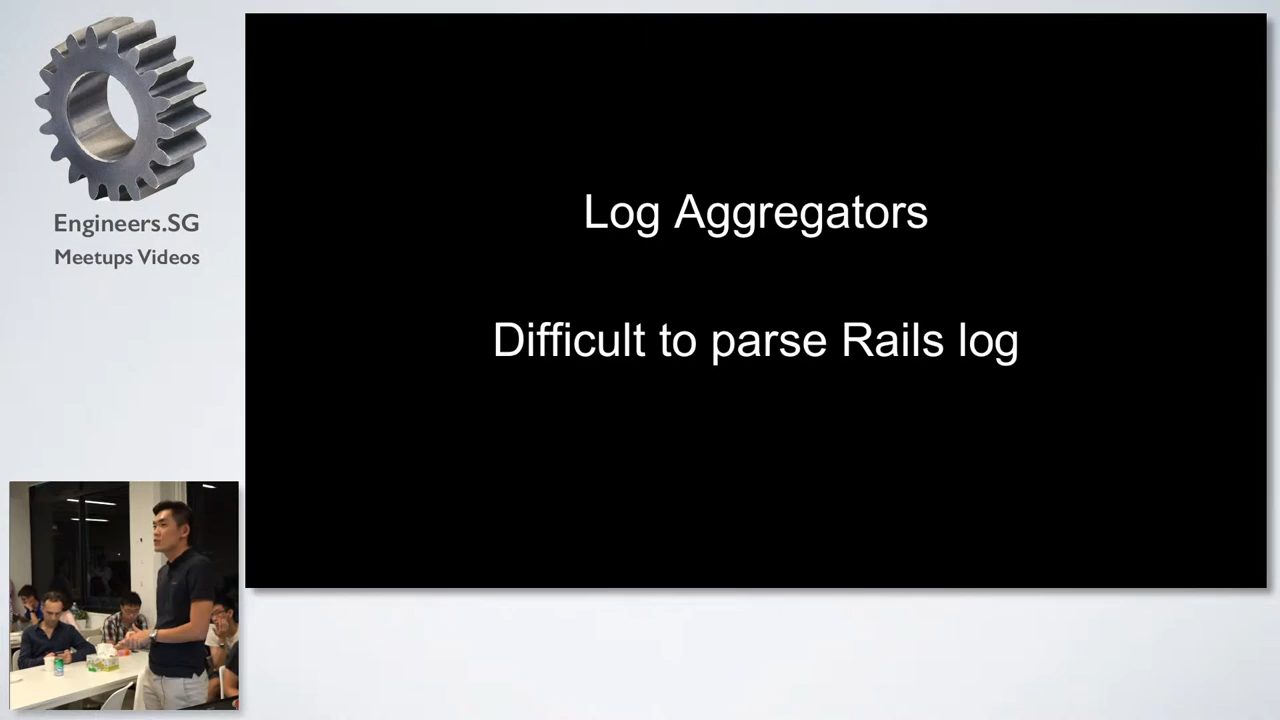 Engineers.SG
Meetups Videos
Log Aggregators
Difficult to parse Rails log